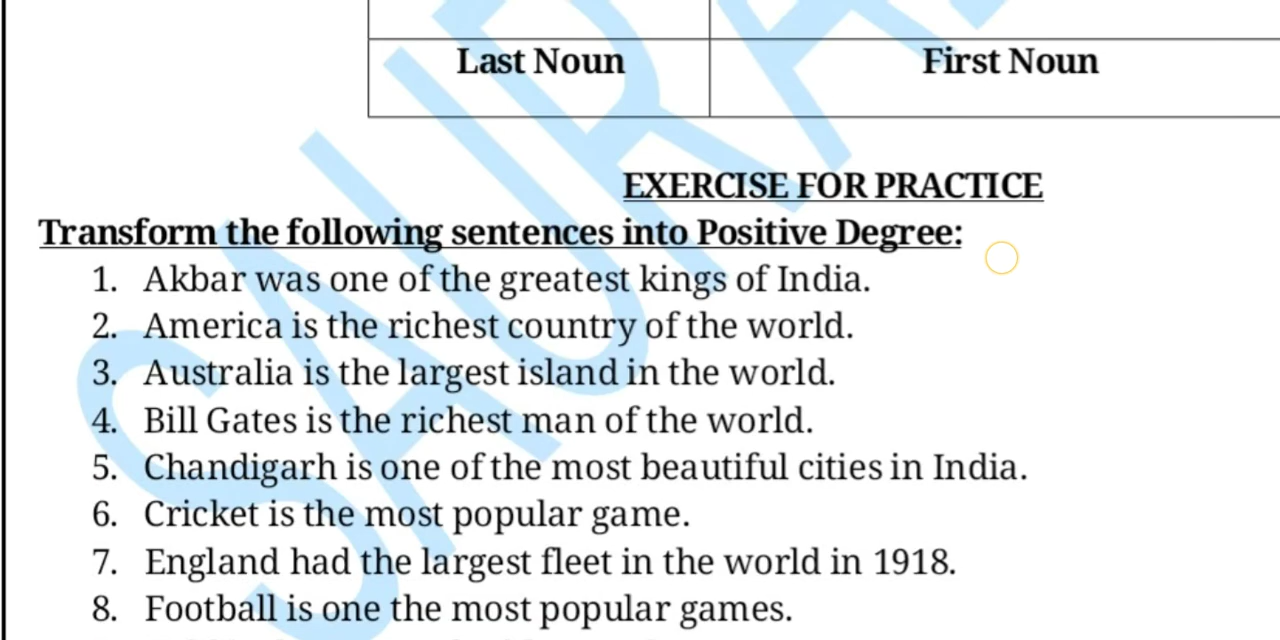 Last Noun First Noun
EXERCISE FOR PRACTICE
Transform the following sentences into Positive Degree:
1. Akbar was one of the greatest kings of India.
2. America is the richest country of the world.
3. Australia is the largest island in the world.
4. Bill Gates is the richest man of the world.
5. Chandigarh is one of the most beautiful cities in India.
6. Cricket is the most popular game.
7. England had the largest fleet in the world in 1918.
8. Football is one the most popular games.